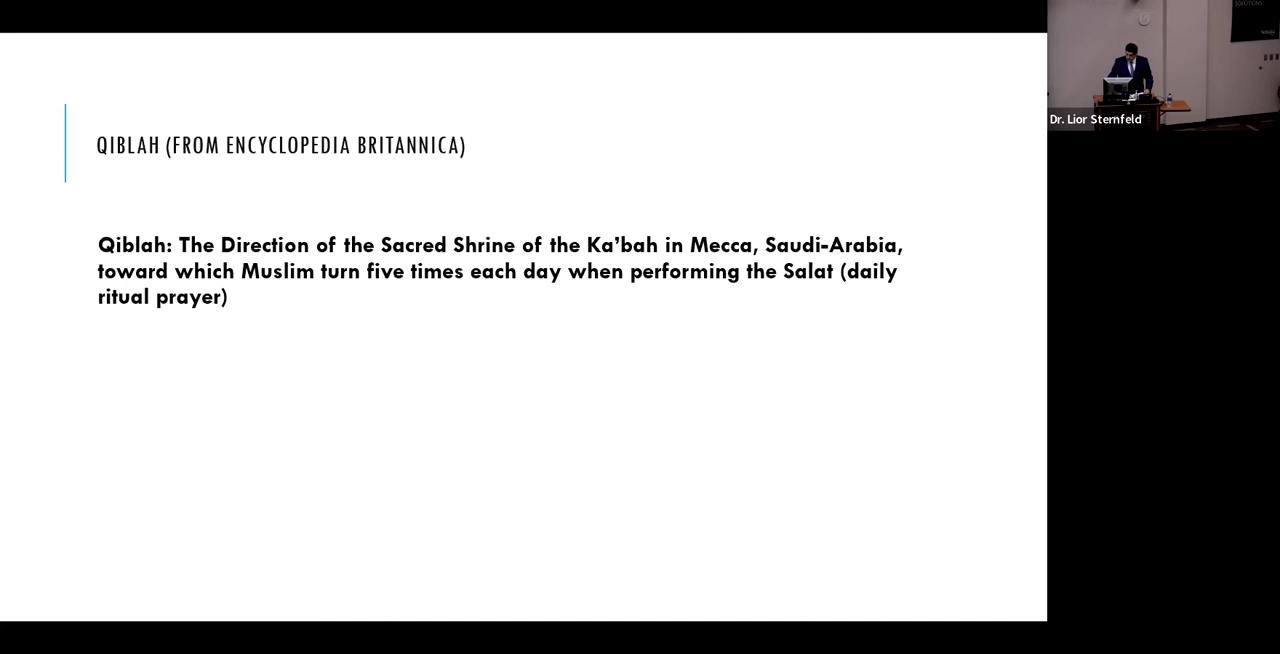 QIBLAH (FROM ENCYCLOPEDIA BRITANNICA)
Qiblah: The Direction of the Sacred Shrine of the Ka’bah in Mecca, Saudi-Arabia,
toward which Muslim turn five times each day when performing the Salat (daily
ritual prayer)
SOLUTIONS
Dr. Lior Sternfeld